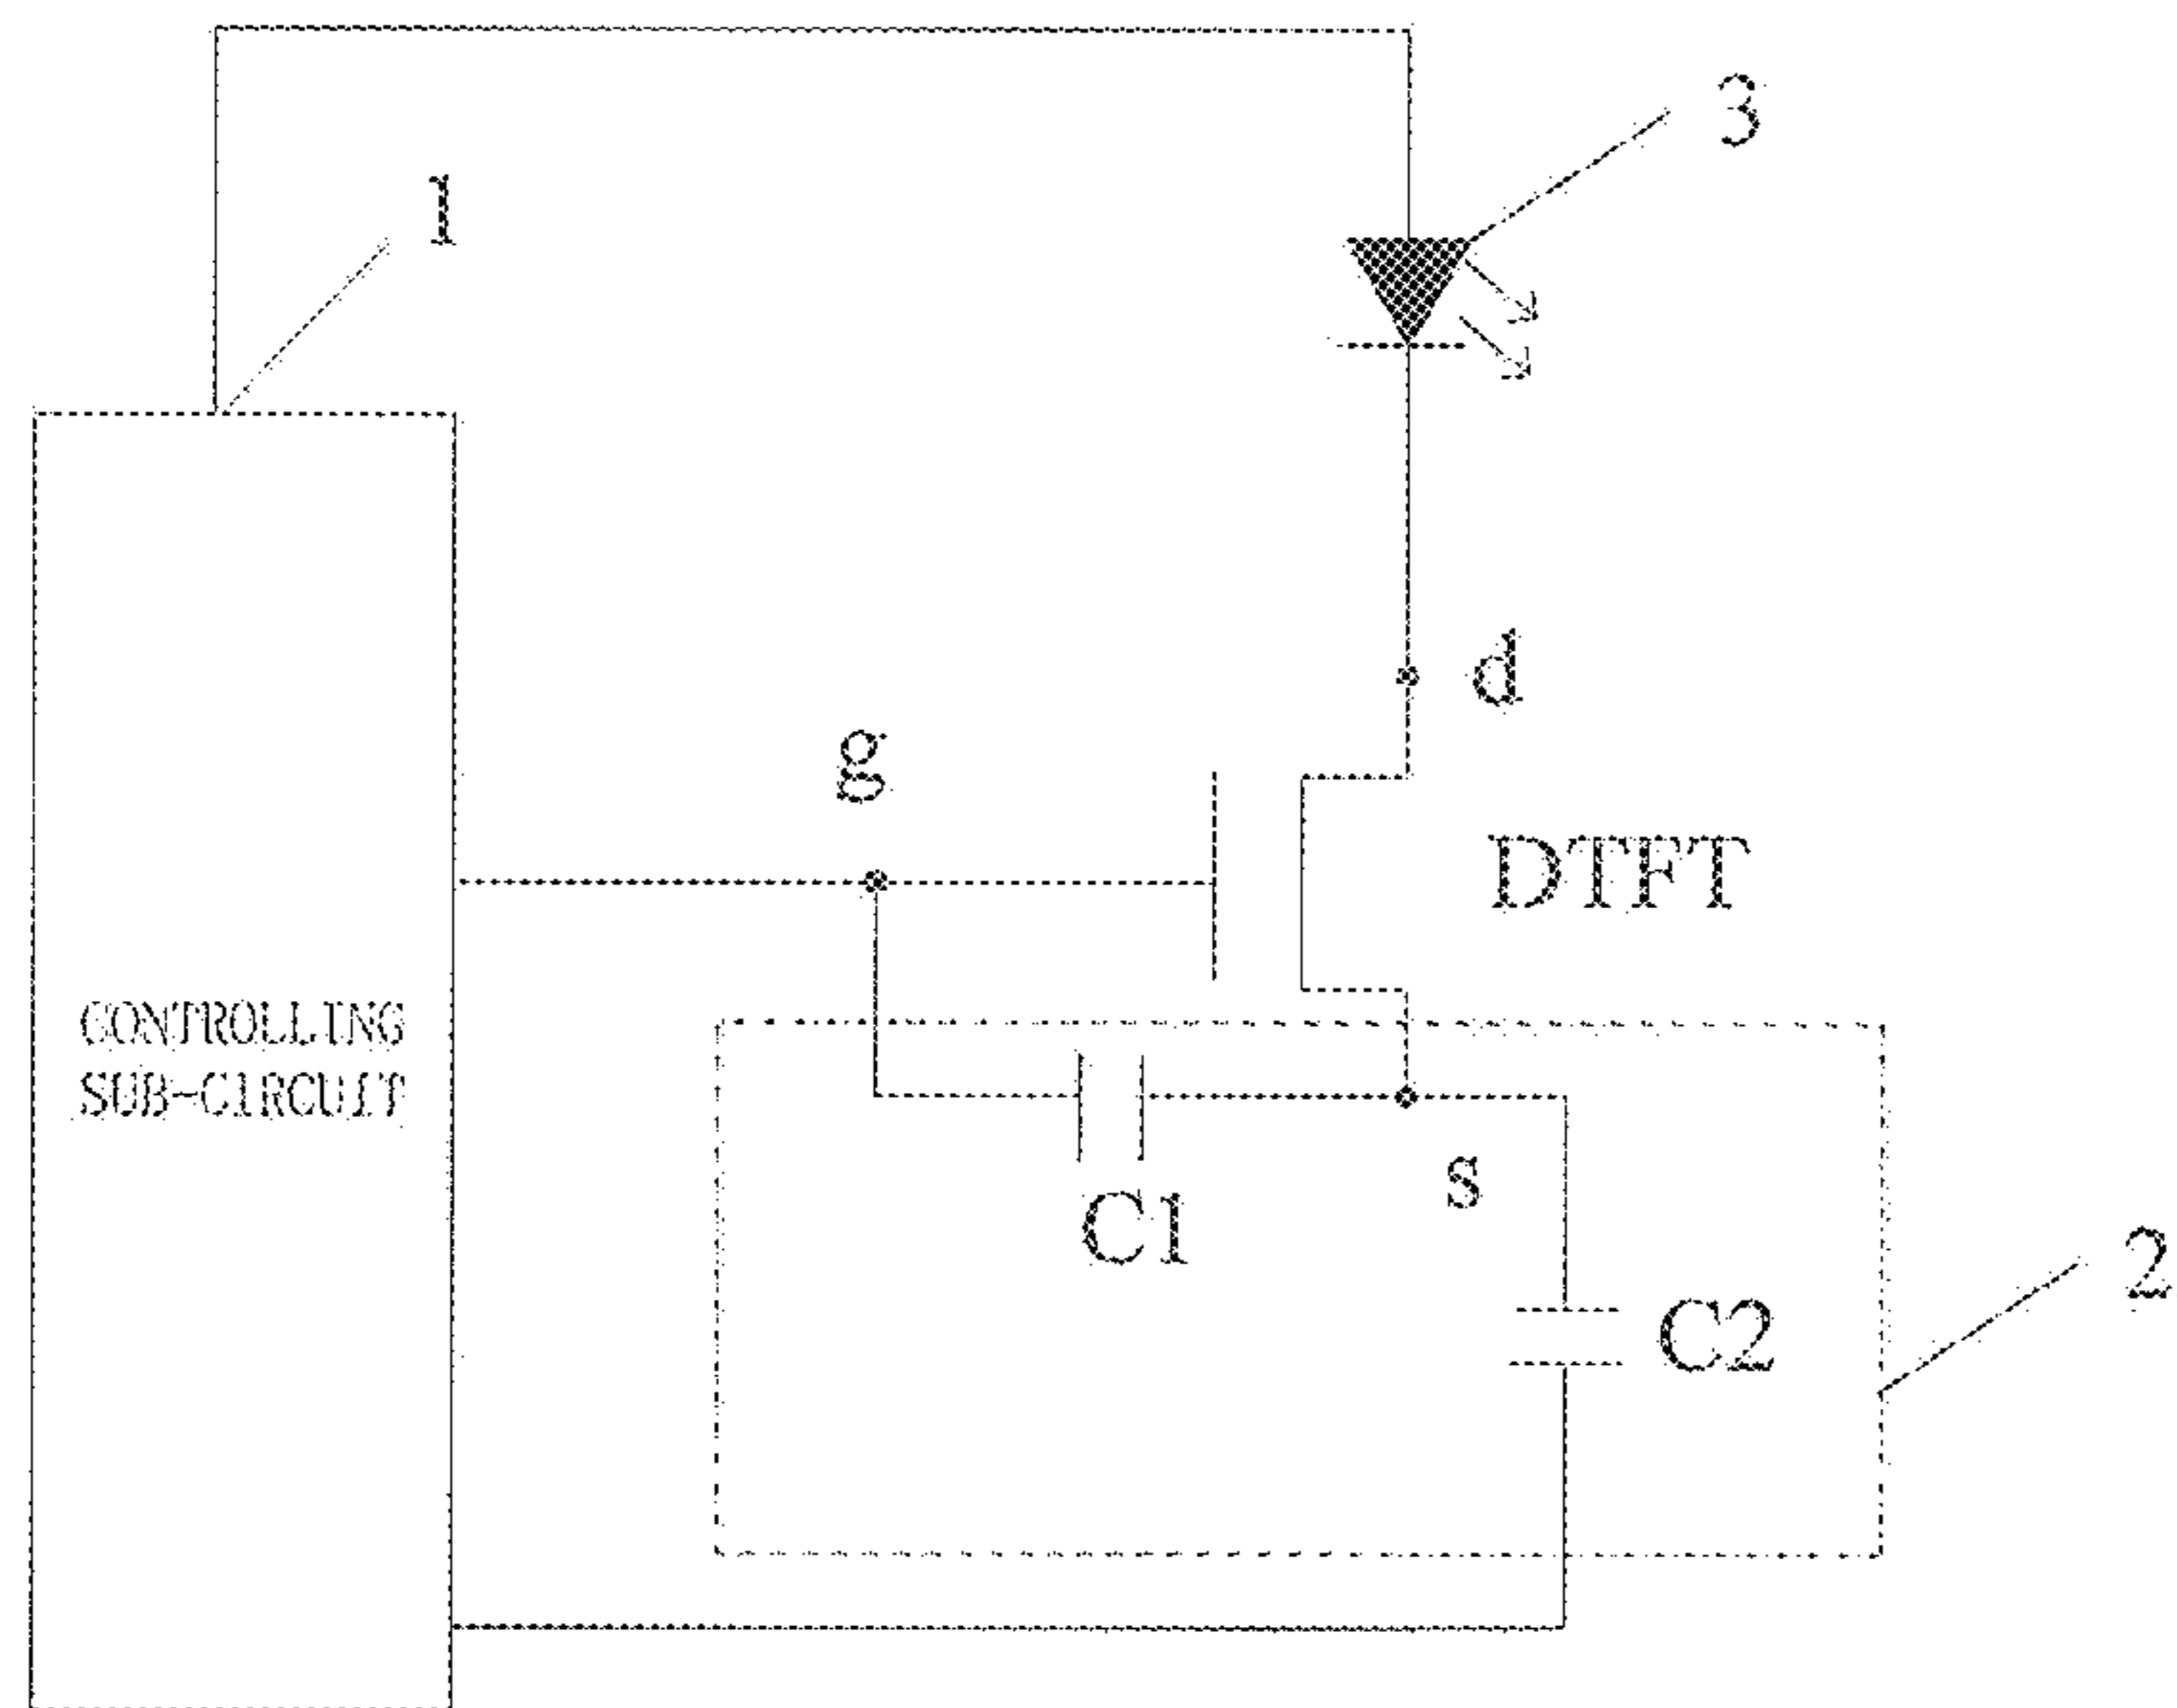 3
1
d
g
DTFT
CONTROLLING
SUB-CIRCUIT
s
C1
2
C2